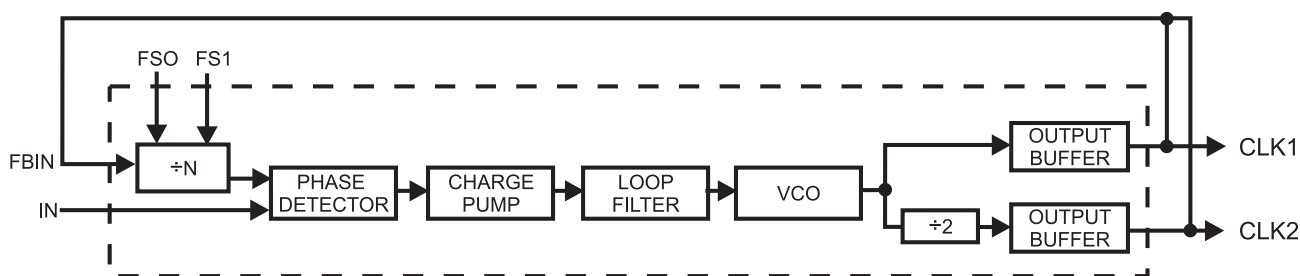 FSO FS1
FBIN
÷N
OUTPUT
BUFFER
CLK1
IN
PHASE
DETECTOR
CHARGE
PUMP
LOOP
FILTER
VCO
÷2
OUTPUT
BUFFER
CLK2